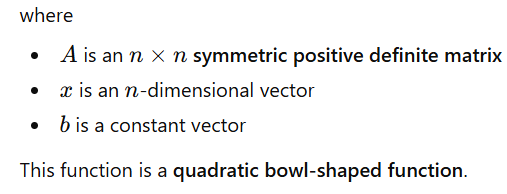 where
• A is an n × n symmetric positive definite matrix
• x is an n-dimensional vector
• b is a constant vector
This function is a quadratic bowl-shaped function.